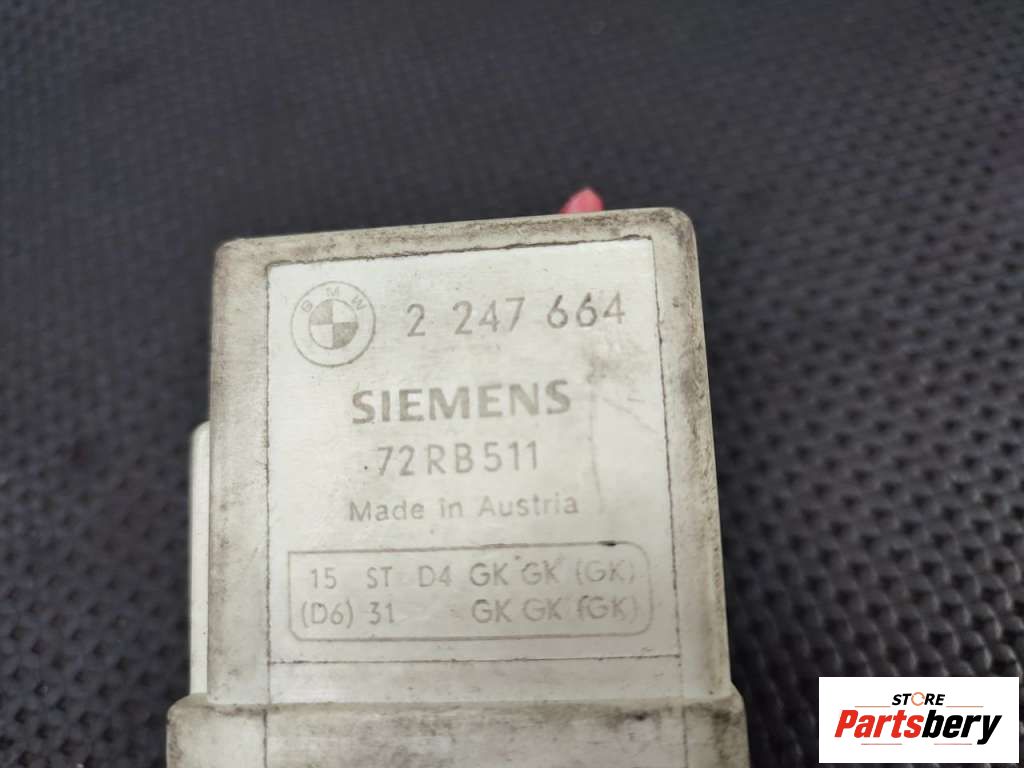 BMW 2 247 664
SIEMENS
72RB511
Made in Austria
15 ST D4 GK GK (GK)
(D6) 31 GK GK (GK)
STORE
Partsbery